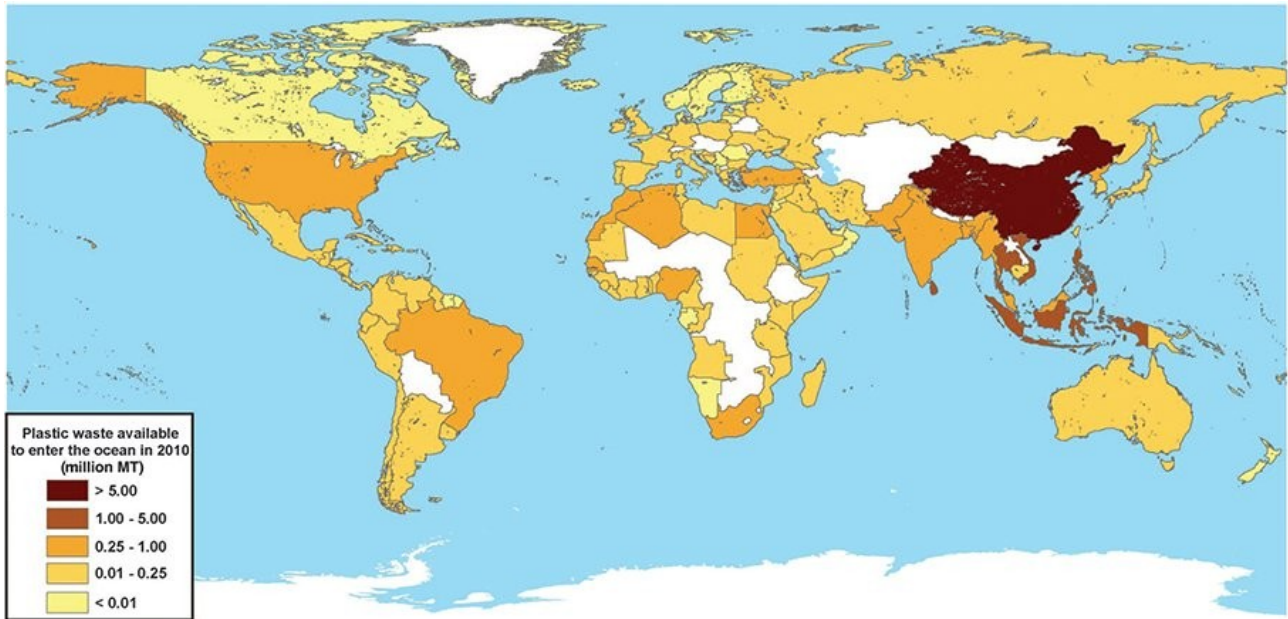 Plastic waste available
to enter the ocean in 2010
(million MT)
> 5.00
1.00 - 5.00
0.25 - 1.00
0.01 - 0.25
< 0.01